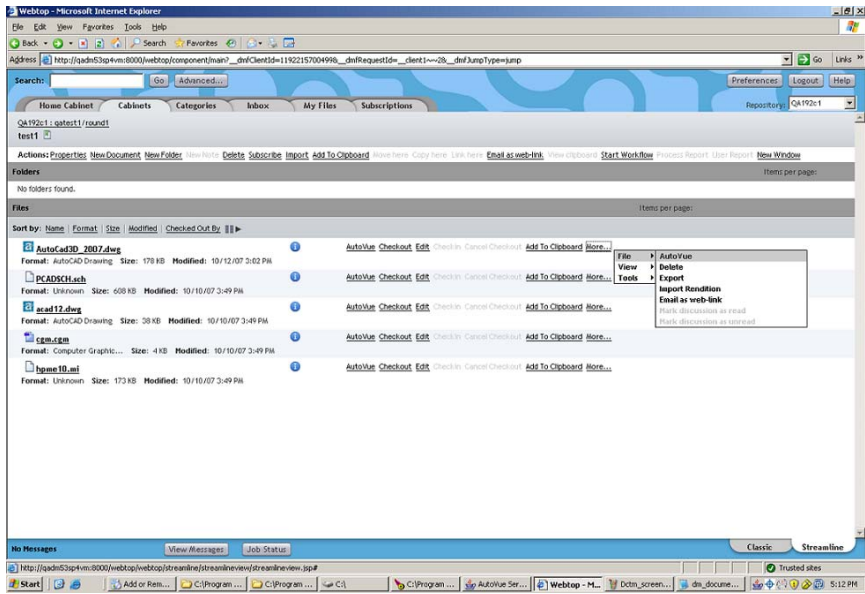 Webtop - Microsoft Internet Explorer
File Edit View Favorites Tools Help
Back Search Favorites
Address http://qadm53sp4vm:8000/webtop/component/main?__dmfClientId=1192215700499&__dmfRequestId=__client1~~2&__dmfJumpType=jump Go Links »
Search: Go Advanced... Preferences Logout Help
Home Cabinet Cabinets Categories Inbox My Files Subscriptions Repository: QA192c1
QA192c1 : qatest1/round1
test1
Actions: Properties New Document New Folder New Note Delete Subscribe Import Add To Clipboard Move here Copy here Link here Email as web-link View clipboard Start Workflow Process Report User Report New Window
Folders Items per page:
No folders found.
Files Items per page:
Sort by: Name Format Size Modified Checked Out By
AutoCad3D_2007.dwg AutoVue Checkout Edit Checkin Cancel Checkout Add To Clipboard More...
Format: AutoCAD Drawing Size: 178 KB Modified: 10/12/07 3:02 PM
File AutoVue
View Delete
Tools Export
Import Rendition
Email as web-link
Mark discussion as read
Mark discussion as unread
PCADSCH.sch AutoVue Checkout Edit Checkin Cancel Checkout Add To Clipboard More...
Format: Unknown Size: 608 KB Modified: 10/10/07 3:49 PM
acad12.dwg AutoVue Checkout Edit Checkin Cancel Checkout Add To Clipboard More...
Format: AutoCAD Drawing Size: 38 KB Modified: 10/10/07 3:49 PM
cgm.cgm AutoVue Checkout Edit Checkin Cancel Checkout Add To Clipboard More...
Format: Computer Graphic... Size: 4 KB Modified: 10/10/07 3:49 PM
hpme10.mi AutoVue Checkout Edit Checkin Cancel Checkout Add To Clipboard More...
Format: Unknown Size: 173 KB Modified: 10/10/07 3:49 PM
No Messages View Messages Job Status Classic Streamline
http://qadm53sp4vm:8000/webtop/webtop/streamline/streamlineview/streamlineview.jsp# Trusted sites
Start Add or Rem... C:\Program ... C:\Program ... C:\ C:\Program ... AutoVue Ser... Webtop - M... Dctm_screen... dm_docume... 5:12 PM